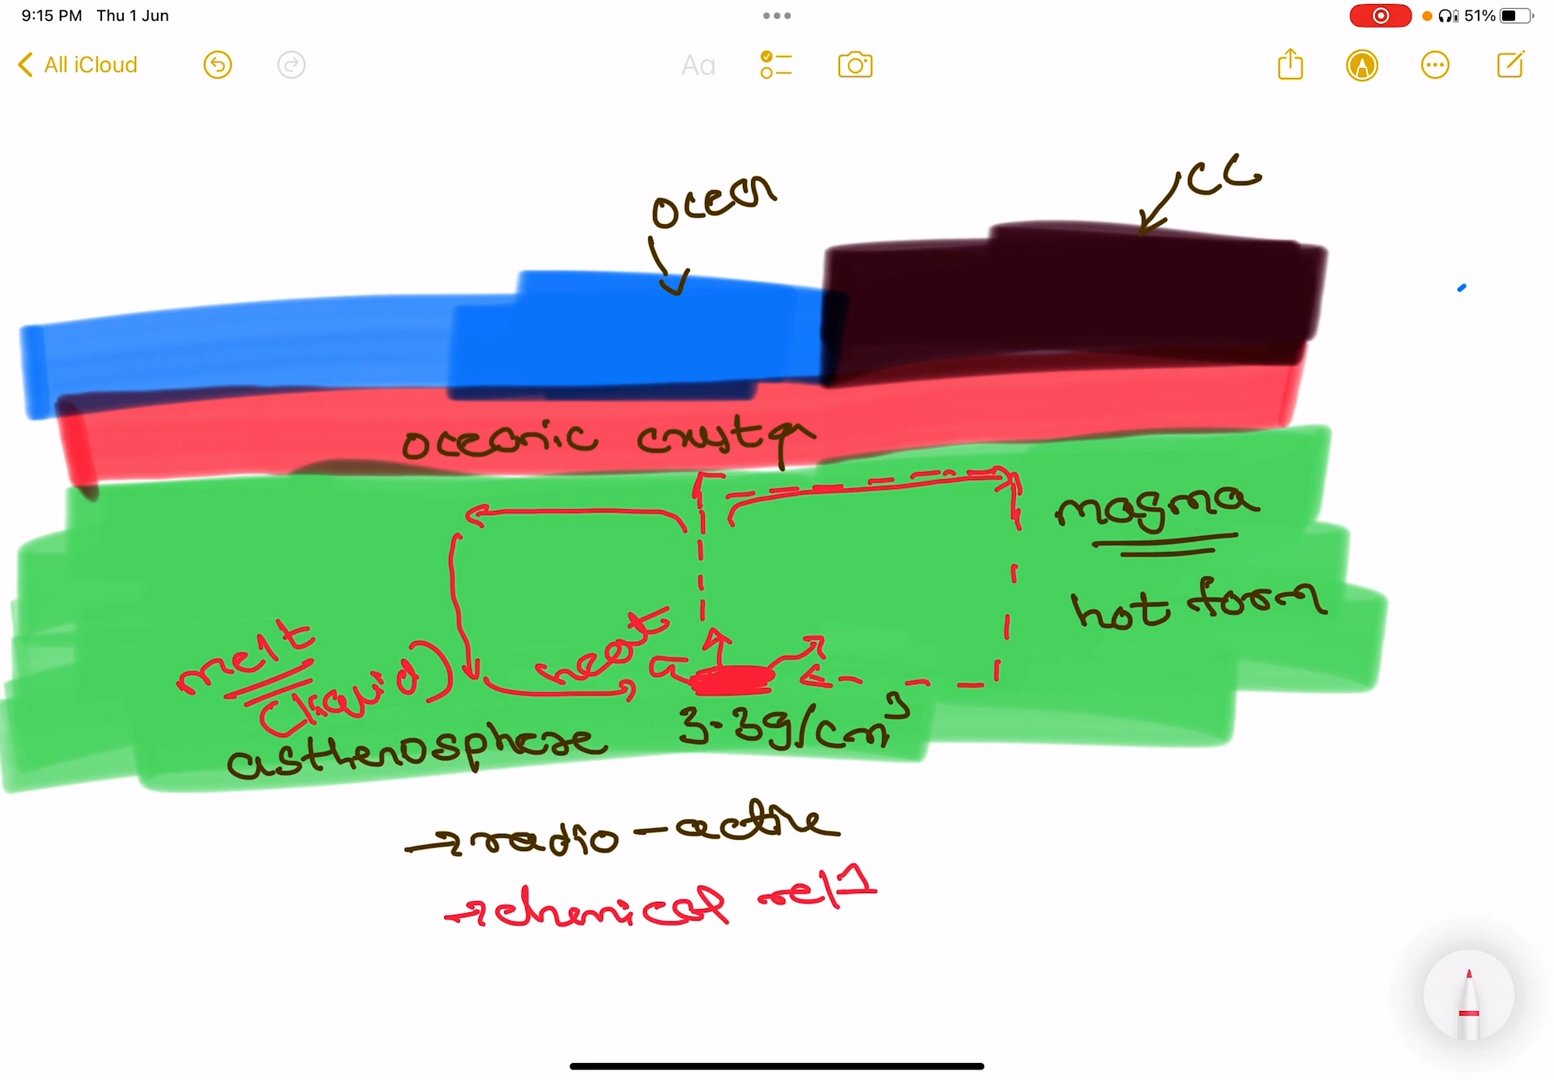 9:15 PM Thu 1 Jun
51%
All iCloud
Aa
ocean
CC
oceanic crust
magma
hot form
heat
melt
(liquid)
3.3g/cm³
asthenosphere
→radio-active
→chemical